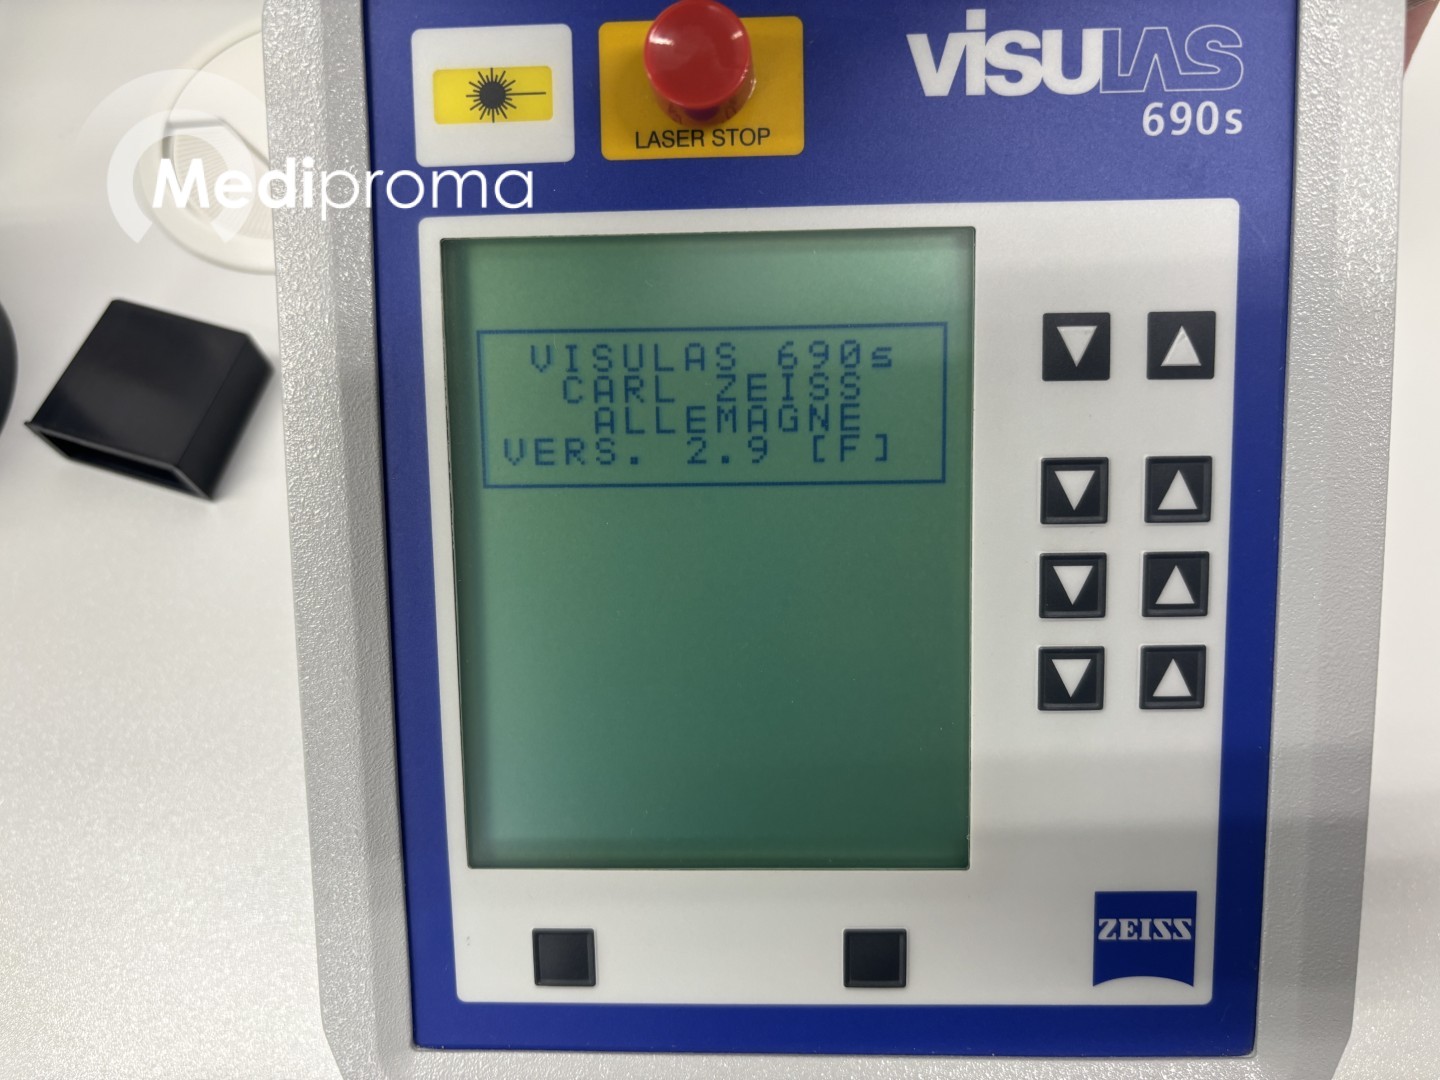 VISULAS
690s
LASER STOP
Mediproma
VISULAS 690s
CARL ZEISS
ALLEMAGNE
VERS. 2.9 [F]
ZEISS